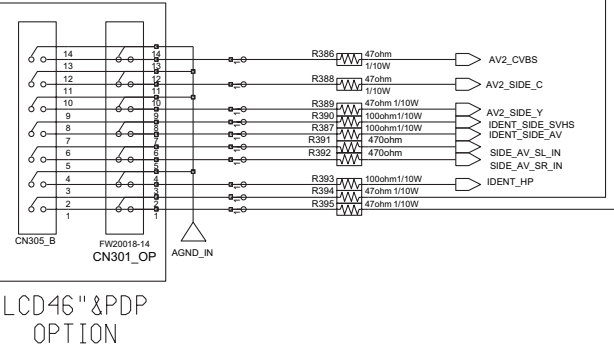 14
13
12
11
10
9
8
7
6
5
4
3
2
1
CN305_B
14
13
12
11
10
9
8
7
6
5
4
3
2
1
FW20018-14
CN301_OP
AGND_IN
R386 47ohm 1/10W AV2_CVBS
R388 47ohm 1/10W AV2_SIDE_C
R389 47ohm 1/10W AV2_SIDE_Y
R390 100ohm1/10W IDENT_SIDE_SVHS
R387 100ohm1/10W IDENT_SIDE_AV
R391 470ohm SIDE_AV_SL_IN
R392 470ohm SIDE_AV_SR_IN
R393 100ohm1/10W IDENT_HP
R394 47ohm 1/10W
R395 47ohm 1/10W
LCD46"&PDP
OPTION